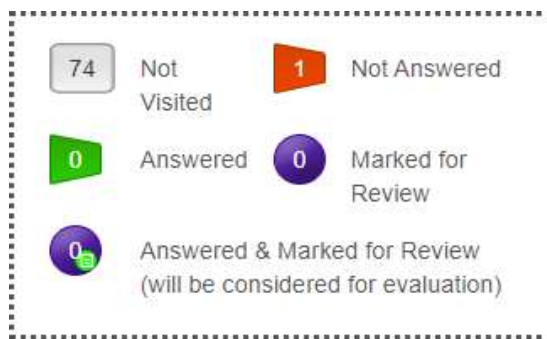 74 Not Visited
1 Not Answered
0 Answered
0 Marked for Review
0 Answered & Marked for Review
(will be considered for evaluation)